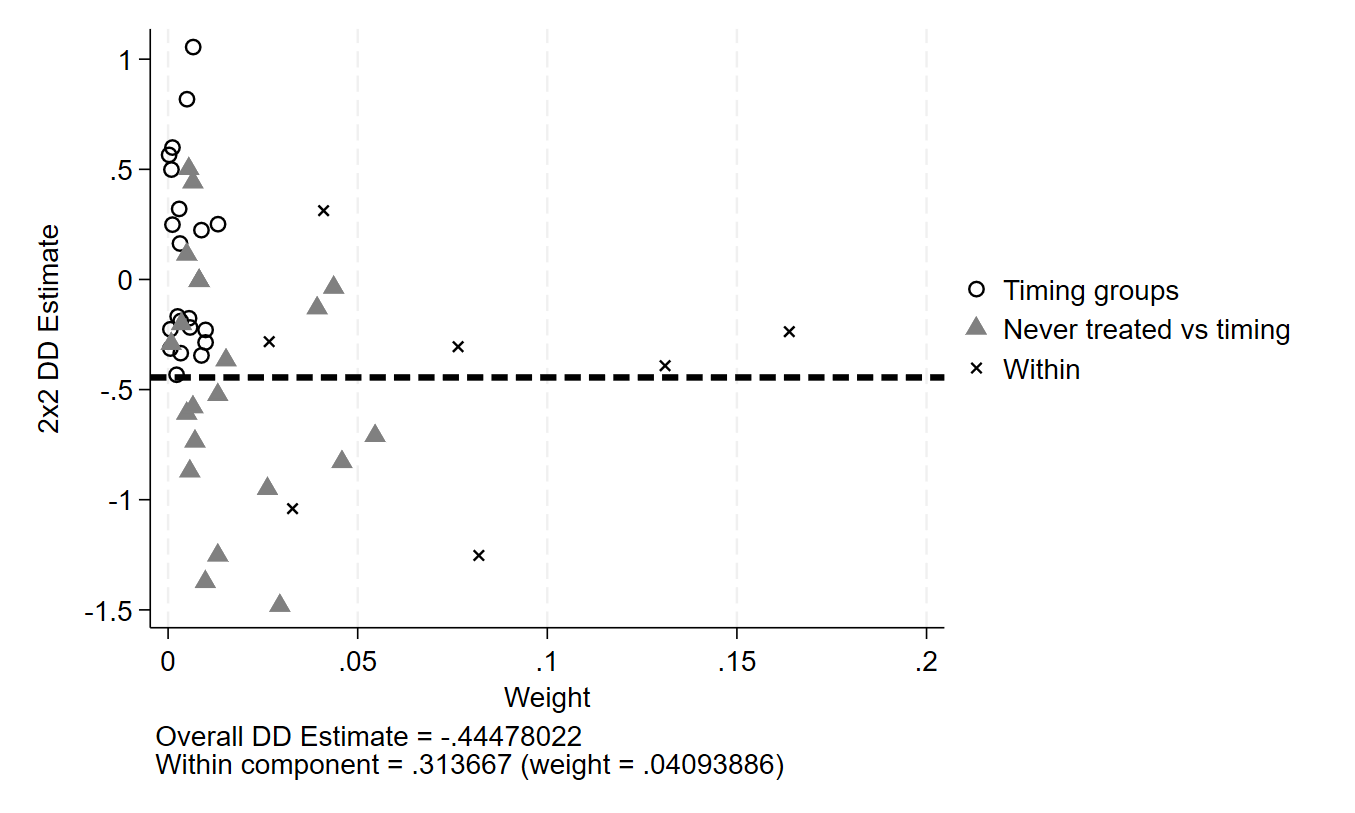 1
.5
0
-.5
-1
-1.5
2x2 DD Estimate
0
.05
.1
.15
.2
Weight
Timing groups
Never treated vs timing
Within
Overall DD Estimate = -.44478022
Within component = .313667 (weight = .04093886)